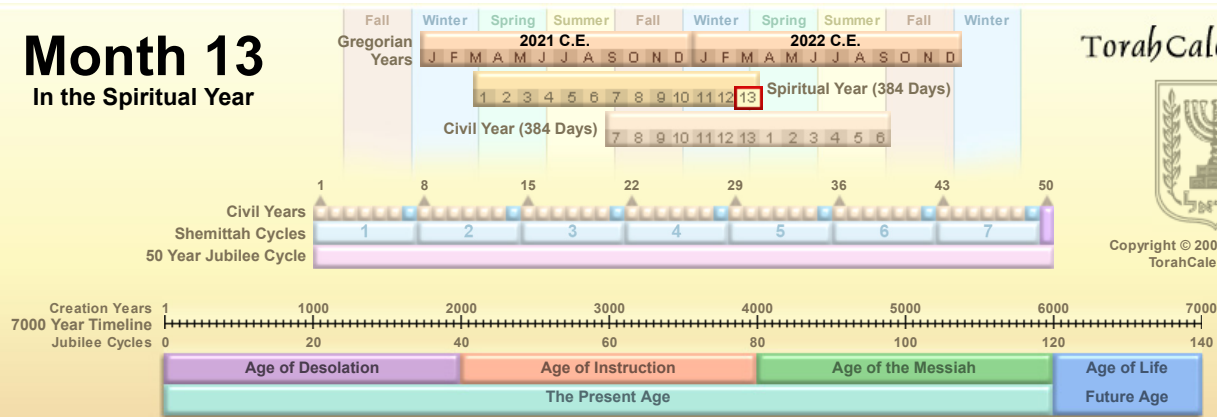 Month 13
In the Spiritual Year
Fall Winter Spring Summer Fall Winter Spring Summer Fall Winter
Gregorian Years
2021 C.E. 2022 C.E.
J F M A M J J A S O N D J F M A M J J A S O N D
1 2 3 4 5 6 7 8 9 10 11 12 13
Spiritual Year (384 Days)
Civil Year (384 Days)
7 8 9 10 11 12 13 1 2 3 4 5 6
TorahCale
Copyright © 200
TorahCale
1 8 15 22 29 36 43 50
Civil Years
Shemittah Cycles
1 2 3 4 5 6 7
50 Year Jubilee Cycle
Creation Years 1 1000 2000 3000 4000 5000 6000 7000
7000 Year Timeline
Jubilee Cycles 0 20 40 60 80 100 120 140
Age of Desolation Age of Instruction Age of the Messiah Age of Life
The Present Age Future Age